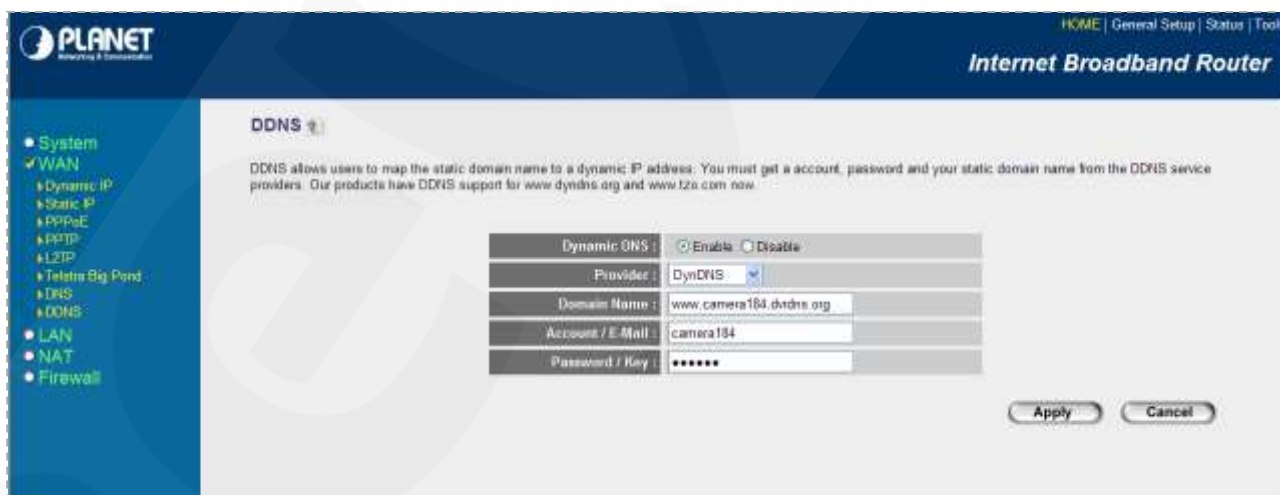 PLANET
Networking & Communication
HOME | General Setup | Status | Tool
Internet Broadband Router
System
WAN
Dynamic IP
Static IP
PPPoE
PPTP
L2TP
Telstra Big Pond
DNS
DDNS
LAN
NAT
Firewall
DDNS
DDNS allows users to map the static domain name to a dynamic IP address. You must get a account, password and your static domain name from the DDNS service
providers. Our products have DDNS support for www.dyndns.org and www.tzo.com now.
Dynamic DNS : Enable Disable
Provider : DynDNS
Domain Name : www.camera184.dvrdns.org
Account / E-Mail : camera184
Password / Key : ●●●●●●
Apply Cancel